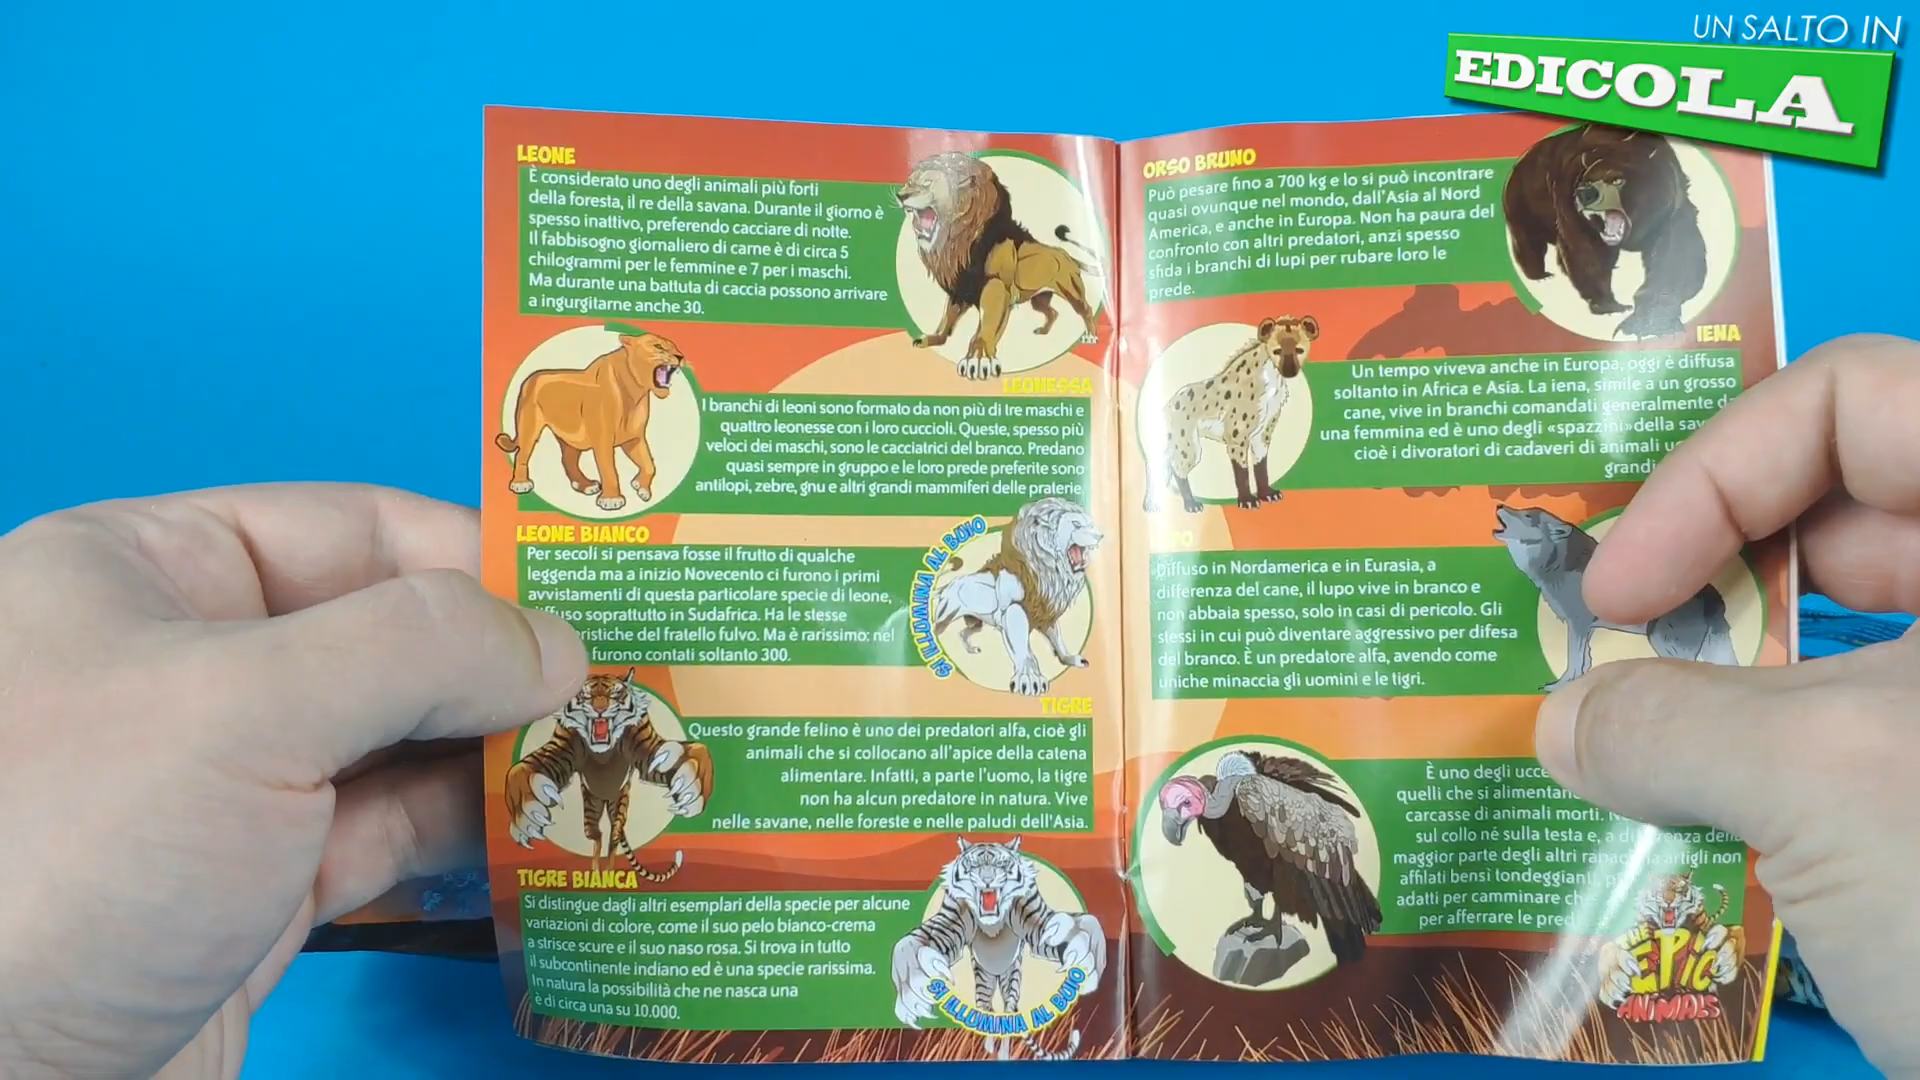 UN SALTO IN
EDICOLA
LEONE
È considerato uno degli animali più forti
della foresta, il re della savana. Durante il giorno è
spesso inattivo, preferendo cacciare di notte.
Il fabbisogno giornaliero di carne è di circa 5
chilogrammi per le femmine e 7 per i maschi.
Ma durante una battuta di caccia possono arrivare
a ingurgitarne anche 30.
LEONESSA
I branchi di leoni sono formato da non più di tre maschi e
quattro leonesse con i loro cuccioli. Queste, spesso più
veloci dei maschi, sono le cacciatrici del branco. Predano
quasi sempre in gruppo e le loro prede preferite sono
antilopi, zebre, gnu e altri grandi mammiferi delle praterie.
LEONE BIANCO
Per secoli si pensava fosse il frutto di qualche
leggenda ma a inizio Novecento ci furono i primi
avvistamenti di questa particolare specie di leone,
soprattutto in Sudafrica. Ha le stesse
del fratello fulvo. Ma è rarissimo: nel
furono contati soltanto 300.
SI ILLUMINA AL BUIO
TIGRE
Questo grande felino è uno dei predatori alfa, cioè gli
animali che si collocano all'apice della catena
alimentare. Infatti, a parte l'uomo, la tigre
non ha alcun predatore in natura. Vive
nelle savane, nelle foreste e nelle paludi dell'Asia.
TIGRE BIANCA
Si distingue dagli altri esemplari della specie per alcune
variazioni di colore, come il suo pelo bianco-crema
a strisce scure e il suo naso rosa. Si trova in tutto
il subcontinente indiano ed è una specie rarissima.
In natura la possibilità che ne nasca una
è di circa una su 10.000.
SI ILLUMINA AL BUIO
ORSO BRUNO
Può pesare fino a 700 kg e lo si può incontrare
quasi ovunque nel mondo, dall'Asia al Nord
America, e anche in Europa. Non ha paura del
confronto con altri predatori, anzi spesso
sfida i branchi di lupi per rubare loro le
prede.
IENA
Un tempo viveva anche in Europa, oggi è diffusa
soltanto in Africa e Asia. La iena, simile a un grosso
cane, vive in branchi comandati generalmente da
una femmina ed è uno degli «spazzini» della
cioè i divoratori di cadaveri di animali
grandi
Diffuso in Nordamerica e in Eurasia, a
differenza del cane, il lupo vive in branco e
non abbaia spesso, solo in casi di pericolo. Gli
stessi in cui può diventare aggressivo per difesa
del branco. È un predatore alfa, avendo come
uniche minaccia gli uomini e le tigri.
È uno degli
quelli che si
carcasse di animali morti.
sul collo né sulla testa e, a differenza della
maggior parte degli altri rapaci, artigli non
affilati bensì tondeggianti,
adatti per camminare
per afferrare le
THE
EPIC
ANIMALS